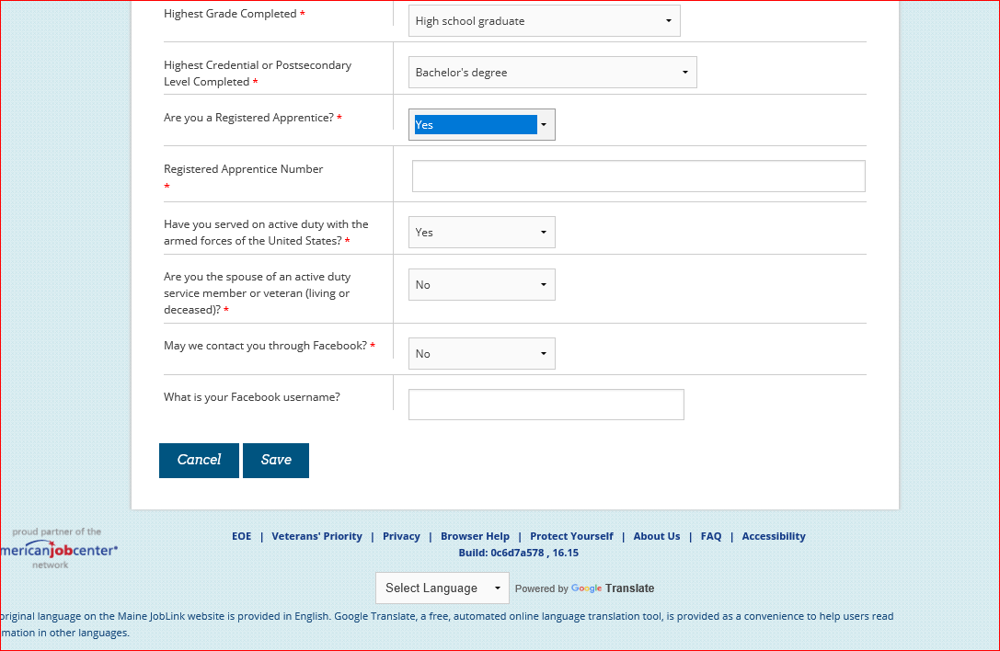 Highest Grade Completed *
High school graduate
Highest Credential or Postsecondary
Level Completed *
Bachelor's degree
Are you a Registered Apprentice? *
Yes
Registered Apprentice Number
*
Have you served on active duty with the
armed forces of the United States? *
Yes
Are you the spouse of an active duty
service member or veteran (living or
deceased)? *
No
May we contact you through Facebook? *
No
What is your Facebook username?
Cancel Save
proud partner of the
mericanjobcenter
network
EOE | Veterans' Priority | Privacy | Browser Help | Protect Yourself | About Us | FAQ | Accessibility
Build: 0c6d7a578 , 16.15
Select Language Powered by Google Translate
original language on the Maine JobLink website is provided in English. Google Translate, a free, automated online language translation tool, is provided as a convenience to help users read
mation in other languages.